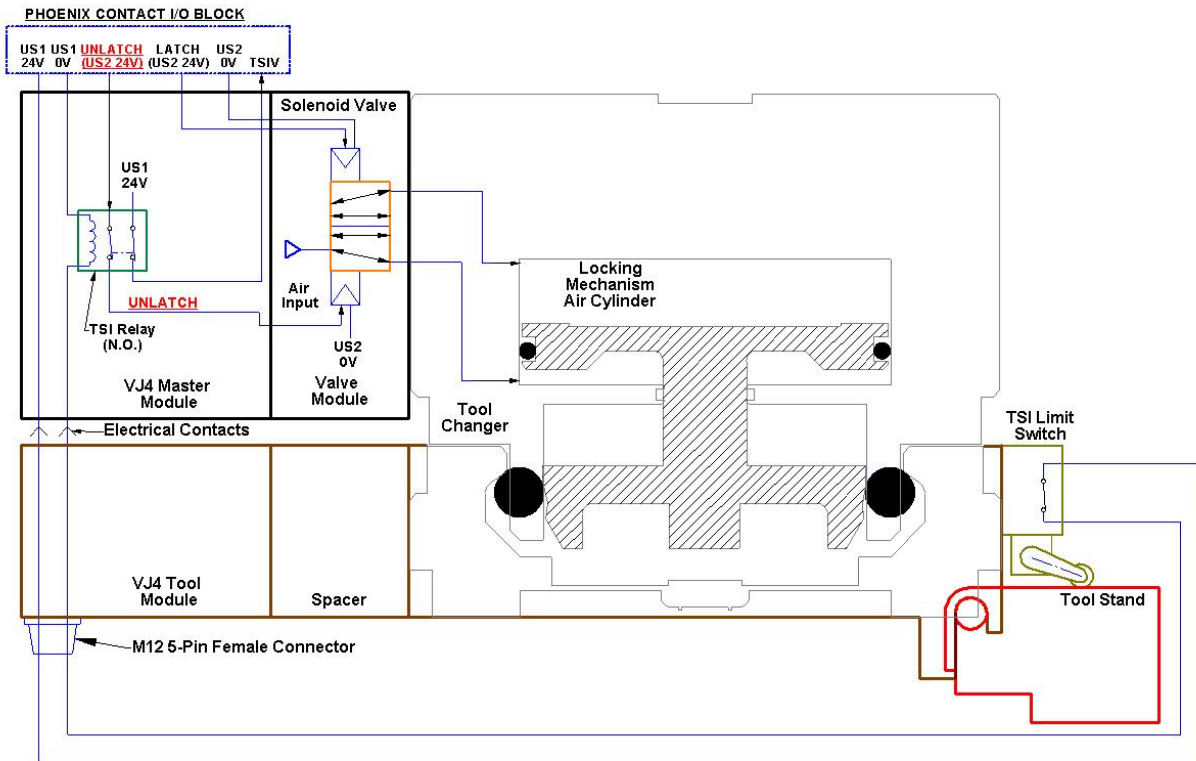 PHOENIX CONTACT I/O BLOCK
US1 US1 UNLATCH LATCH US2
24V 0V (US2 24V) (US2 24V) 0V TSIV
Solenoid Valve
US1
24V
Air
Input
UNLATCH
TSI Relay
(N.O.)
US2
0V
VJ4 Master
Module
Valve
Module
Locking
Mechanism
Air Cylinder
Tool
Changer
Electrical Contacts
TSI Limit
Switch
VJ4 Tool
Module
Spacer
Tool Stand
M12 5-Pin Female Connector